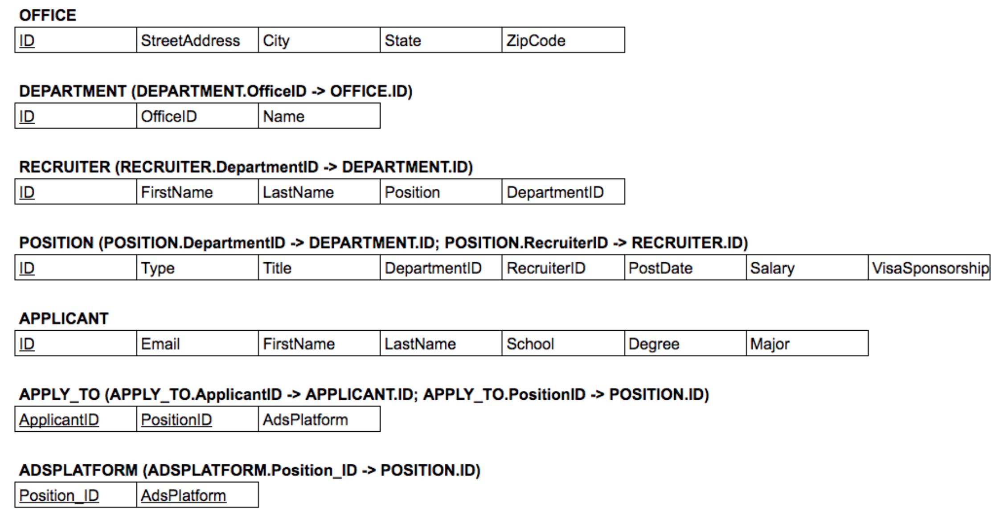 OFFICE
ID StreetAddress City State ZipCode
DEPARTMENT (DEPARTMENT.OfficeID -> OFFICE.ID)
ID OfficeID Name
RECRUITER (RECRUITER.DepartmentID -> DEPARTMENT.ID)
ID FirstName LastName Position DepartmentID
POSITION (POSITION.DepartmentID -> DEPARTMENT.ID; POSITION.RecruiterID -> RECRUITER.ID)
ID Type Title DepartmentID RecruiterID PostDate Salary VisaSponsorship
APPLICANT
ID Email FirstName LastName School Degree Major
APPLY_TO (APPLY_TO.ApplicantID -> APPLICANT.ID; APPLY_TO.PositionID -> POSITION.ID)
ApplicantID PositionID AdsPlatform
ADSPLATFORM (ADSPLATFORM.Position_ID -> POSITION.ID)
Position_ID AdsPlatform